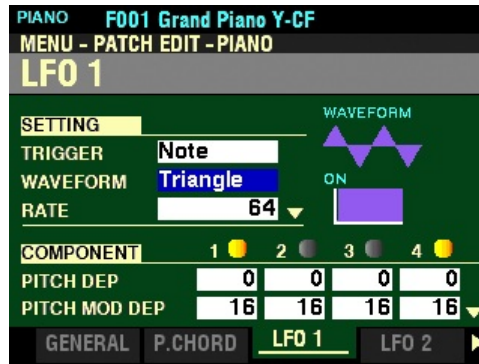 PIANO F001 Grand Piano Y-CF
MENU - PATCH EDIT - PIANO
LFO 1
WAVEFORM
SETTING
TRIGGER Note
WAVEFORM Triangle
ON
RATE 64
COMPONENT 1 2 3 4
PITCH DEP 0 0 0 0
PITCH MOD DEP 16 16 16 16
GENERAL P.CHORD LFO 1 LFO 2